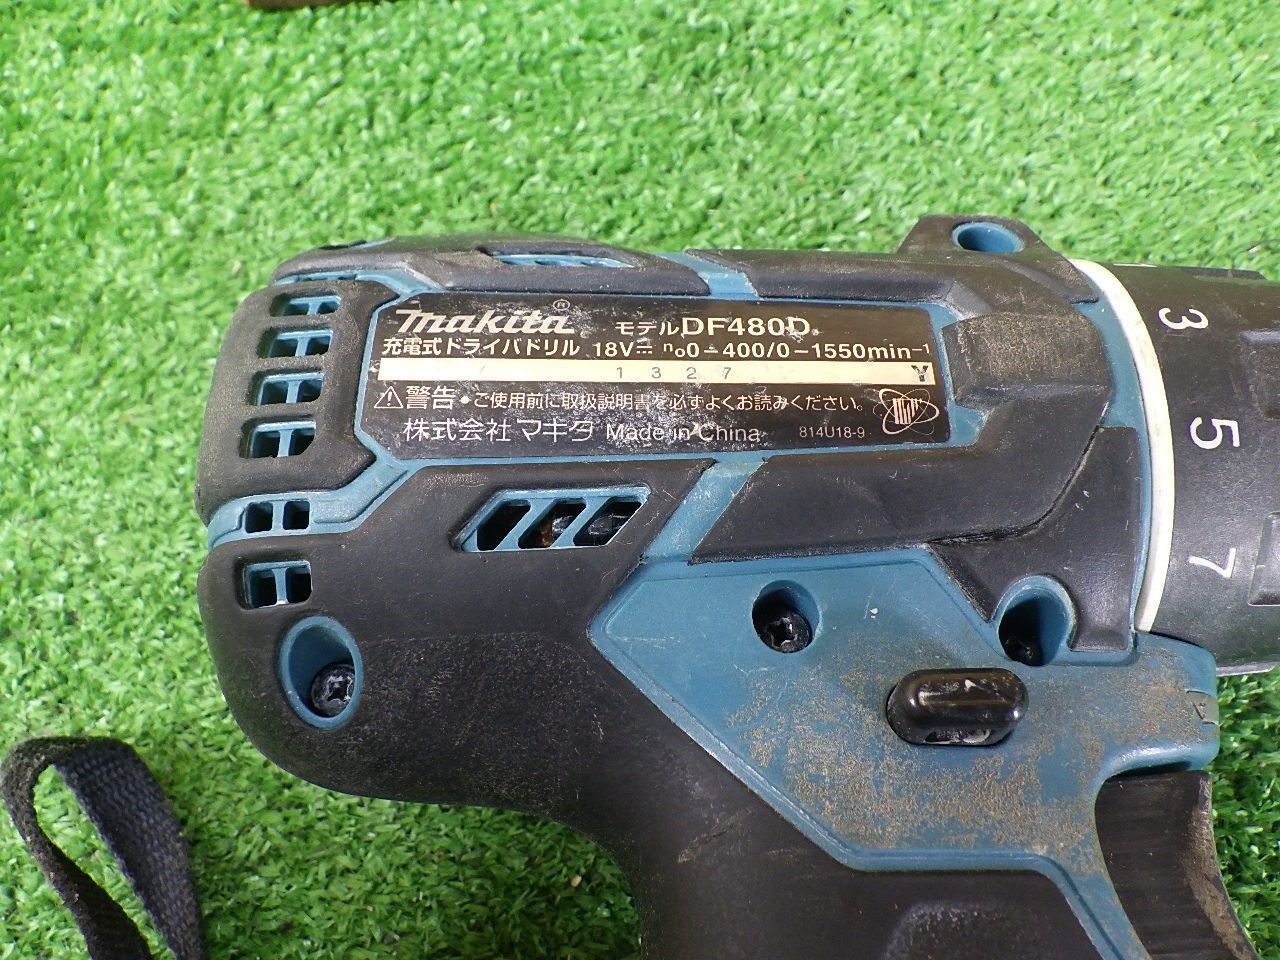 makita®
モデルDF480D
充電式ドライバドリル 18V⎓ n₀0-400/0-1550min⁻¹
1 3 2 7 Y
⚠警告 •ご使用前に取扱説明書を必ずよくお読みください。
株式会社 マキタ Made in China 814U18-9
3
5
7